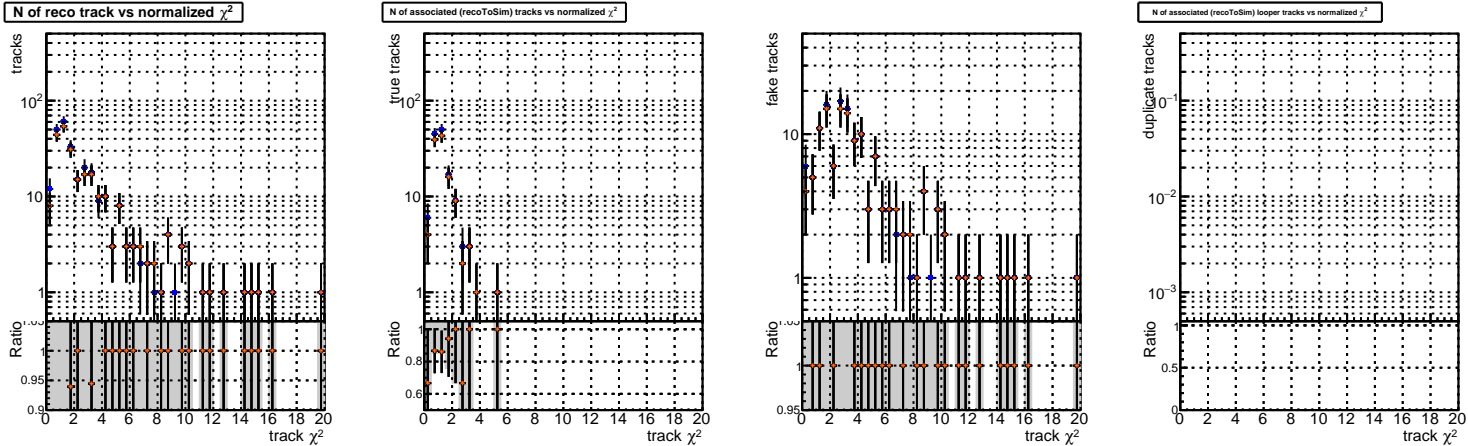 N of reco track vs normalized χ²
tracks
10²
10
1
Ratio
1.05
1
0.95
0.9
0 2 4 6 8 10 12 14 16 18 20
track χ²
N of associated (recoToSim) tracks vs normalized χ²
true tracks
10²
10
1
Ratio
1
0.8
0.6
0 2 4 6 8 10 12 14 16 18 20
track χ²
fake tracks
10
1
Ratio
1.05
1
0.95
0 2 4 6 8 10 12 14 16 18 20
track χ²
N of associated (recoToSim) looper tracks vs normalized χ²
duplicate tracks
10⁻¹
10⁻²
10⁻³
Ratio
1
0.5
0
0 2 4 6 8 10 12 14 16 18 20
track χ²